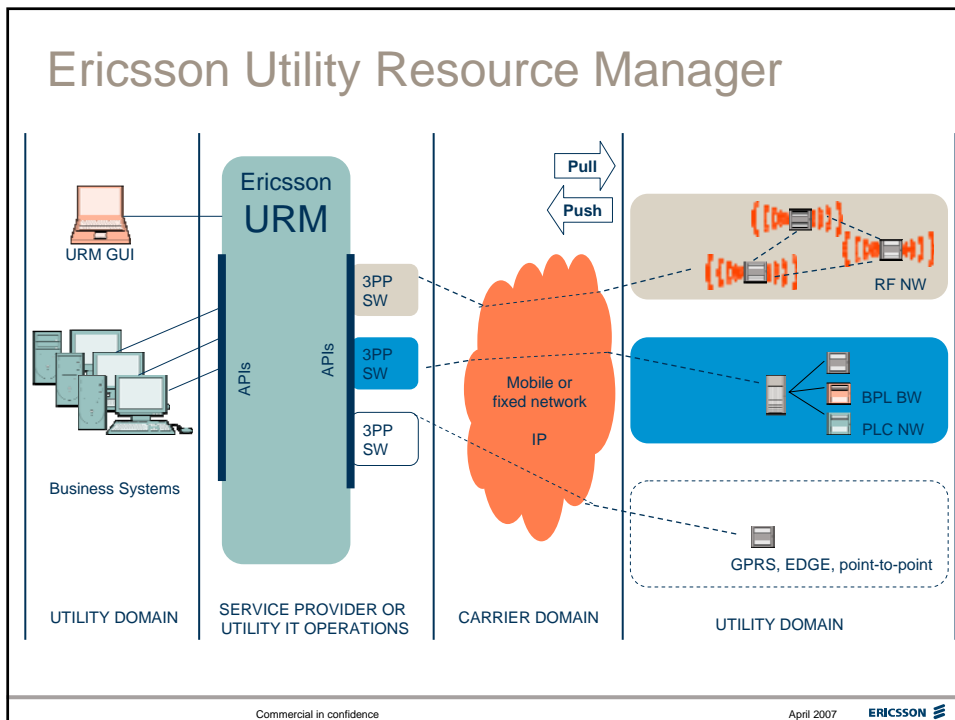 Ericsson Utility Resource Manager
Pull
Push
Ericsson
URM
URM GUI
3PP
SW
RF NW
APIs
APIs
3PP
SW
Mobile or
fixed network
IP
BPL BW
PLC NW
3PP
SW
Business Systems
GPRS, EDGE, point-to-point
UTILITY DOMAIN
SERVICE PROVIDER OR
UTILITY IT OPERATIONS
CARRIER DOMAIN
UTILITY DOMAIN
Commercial in confidence
April 2007
ERICSSON